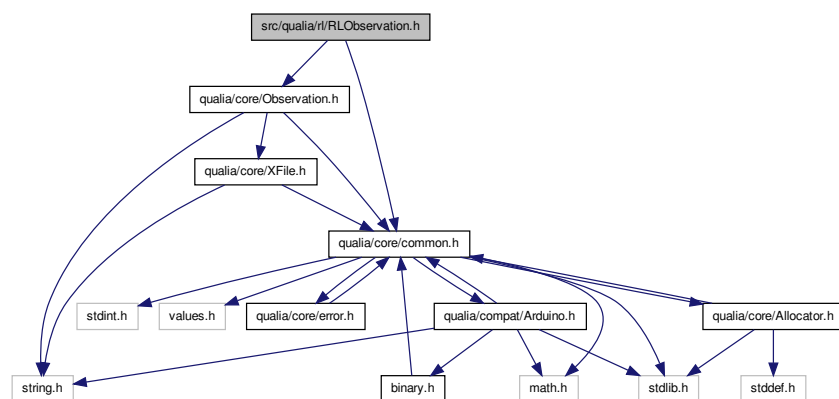 src/qualia/rl/RLObservation.h
qualia/core/Observation.h
qualia/core/XFile.h
qualia/core/common.h
stdint.h
values.h
qualia/core/error.h
qualia/compat/Arduino.h
qualia/core/Allocator.h
string.h
binary.h
math.h
stdlib.h
stddef.h